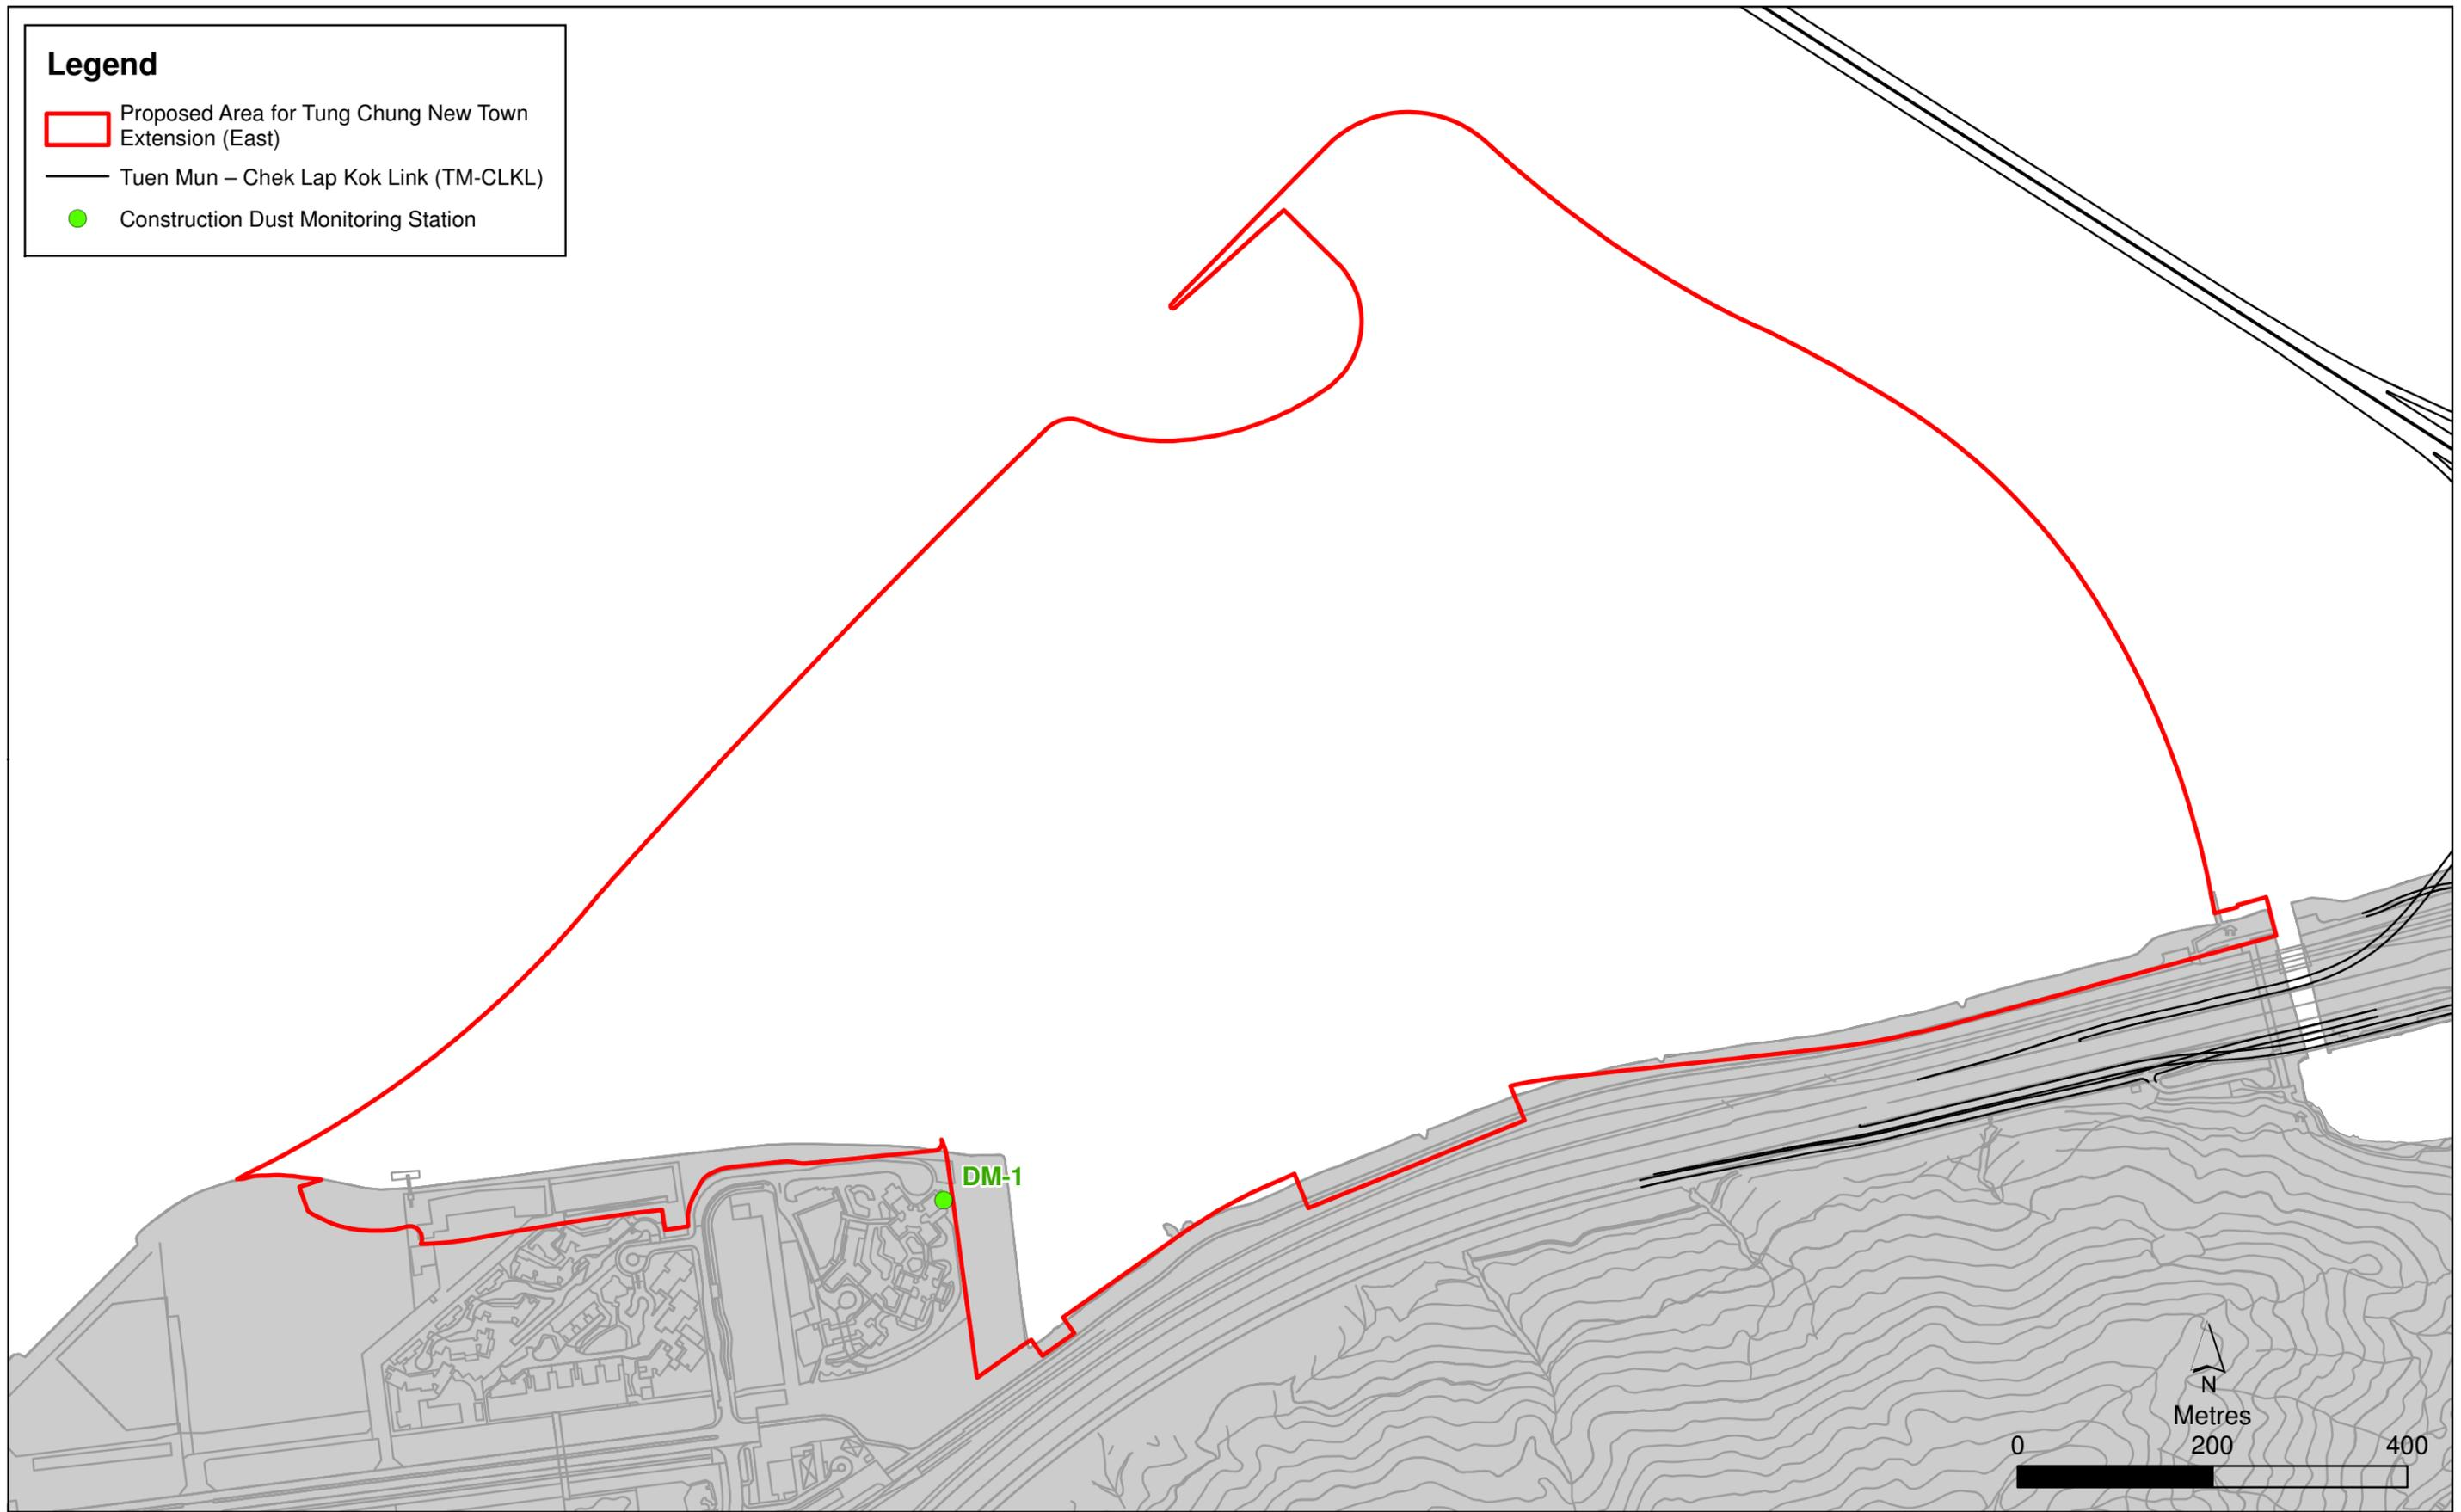 Legend
Proposed Area for Tung Chung New Town
Extension (East)
Tuen Mun – Chek Lap Kok Link (TM-CLKL)
Construction Dust Monitoring Station
DM-1
N
Metres
0 200 400